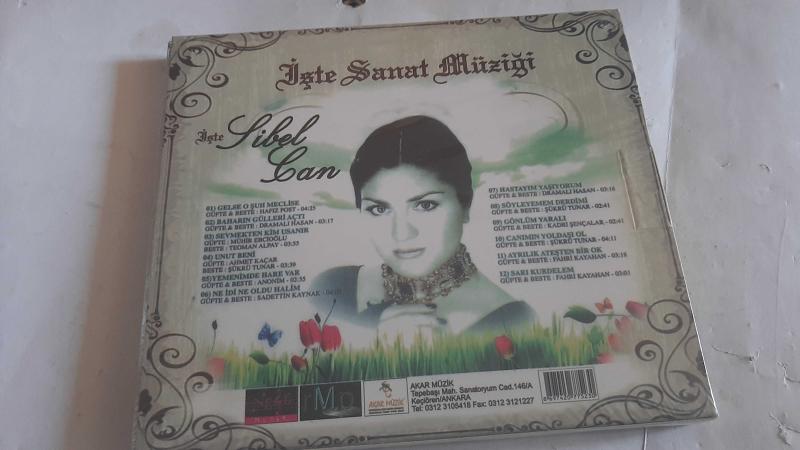 İşte Sanat Müziği
İşte Sibel
Can
01) GELSE O ŞUH MECLİSE
GÜFTE & BESTE : HAFIZ POST - 04:25
02) BAHARIN GÜLLERİ AÇTI
GÜFTE & BESTE : DRAMALI HASAN - 03:17
03) SEVMEKTEN KİM USANIR
GÜFTE : MÜHİR ERCİOĞLU
BESTE : TEOMAN ALPAY - 03:53
04) UNUT BENİ
GÜFTE : AHMET KAÇAR
BESTE : ŞÜKRÜ TUNAR - 03:39
05) YEMENİMDE HARE VAR
GÜFTE & BESTE : ANONİM - 02:35
06) NE İDİ NE OLDU HALİM
GÜFTE & BESTE : SADETTİN KAYNAK
07) HASTAYIM YAŞIYORUM
GÜFTE & BESTE : DRAMALI HASAN - 03:16
08) SÖYLEYEMEM DERDİMİ
GÜFTE & BESTE : ŞÜKRÜ TUNAR - 02:41
09) GÖNLÜM YARALI
GÜFTE & BESTE : KADRİ ŞENÇALAR - 02:41
10) CANIMIN YOLDAŞI OL
GÜFTE & BESTE : ŞÜKRÜ TUNAR - 04:11
11) AYRILIK ATEŞTEN BİR OK
GÜFTE & BESTE : FAHRİ KAYAHAN - 03:18
12) SARI KURDELEM
GÜFTE & BESTE : FAHRİ KAYAHAN - 03:01
AKAR MÜZİK
AKAR MÜZİK
Tepebaşı Mah. Sanatoryum Cad.146/A
Keçiören/ANKARA
Tel: 0312 3105418 Fax: 0312 3121227